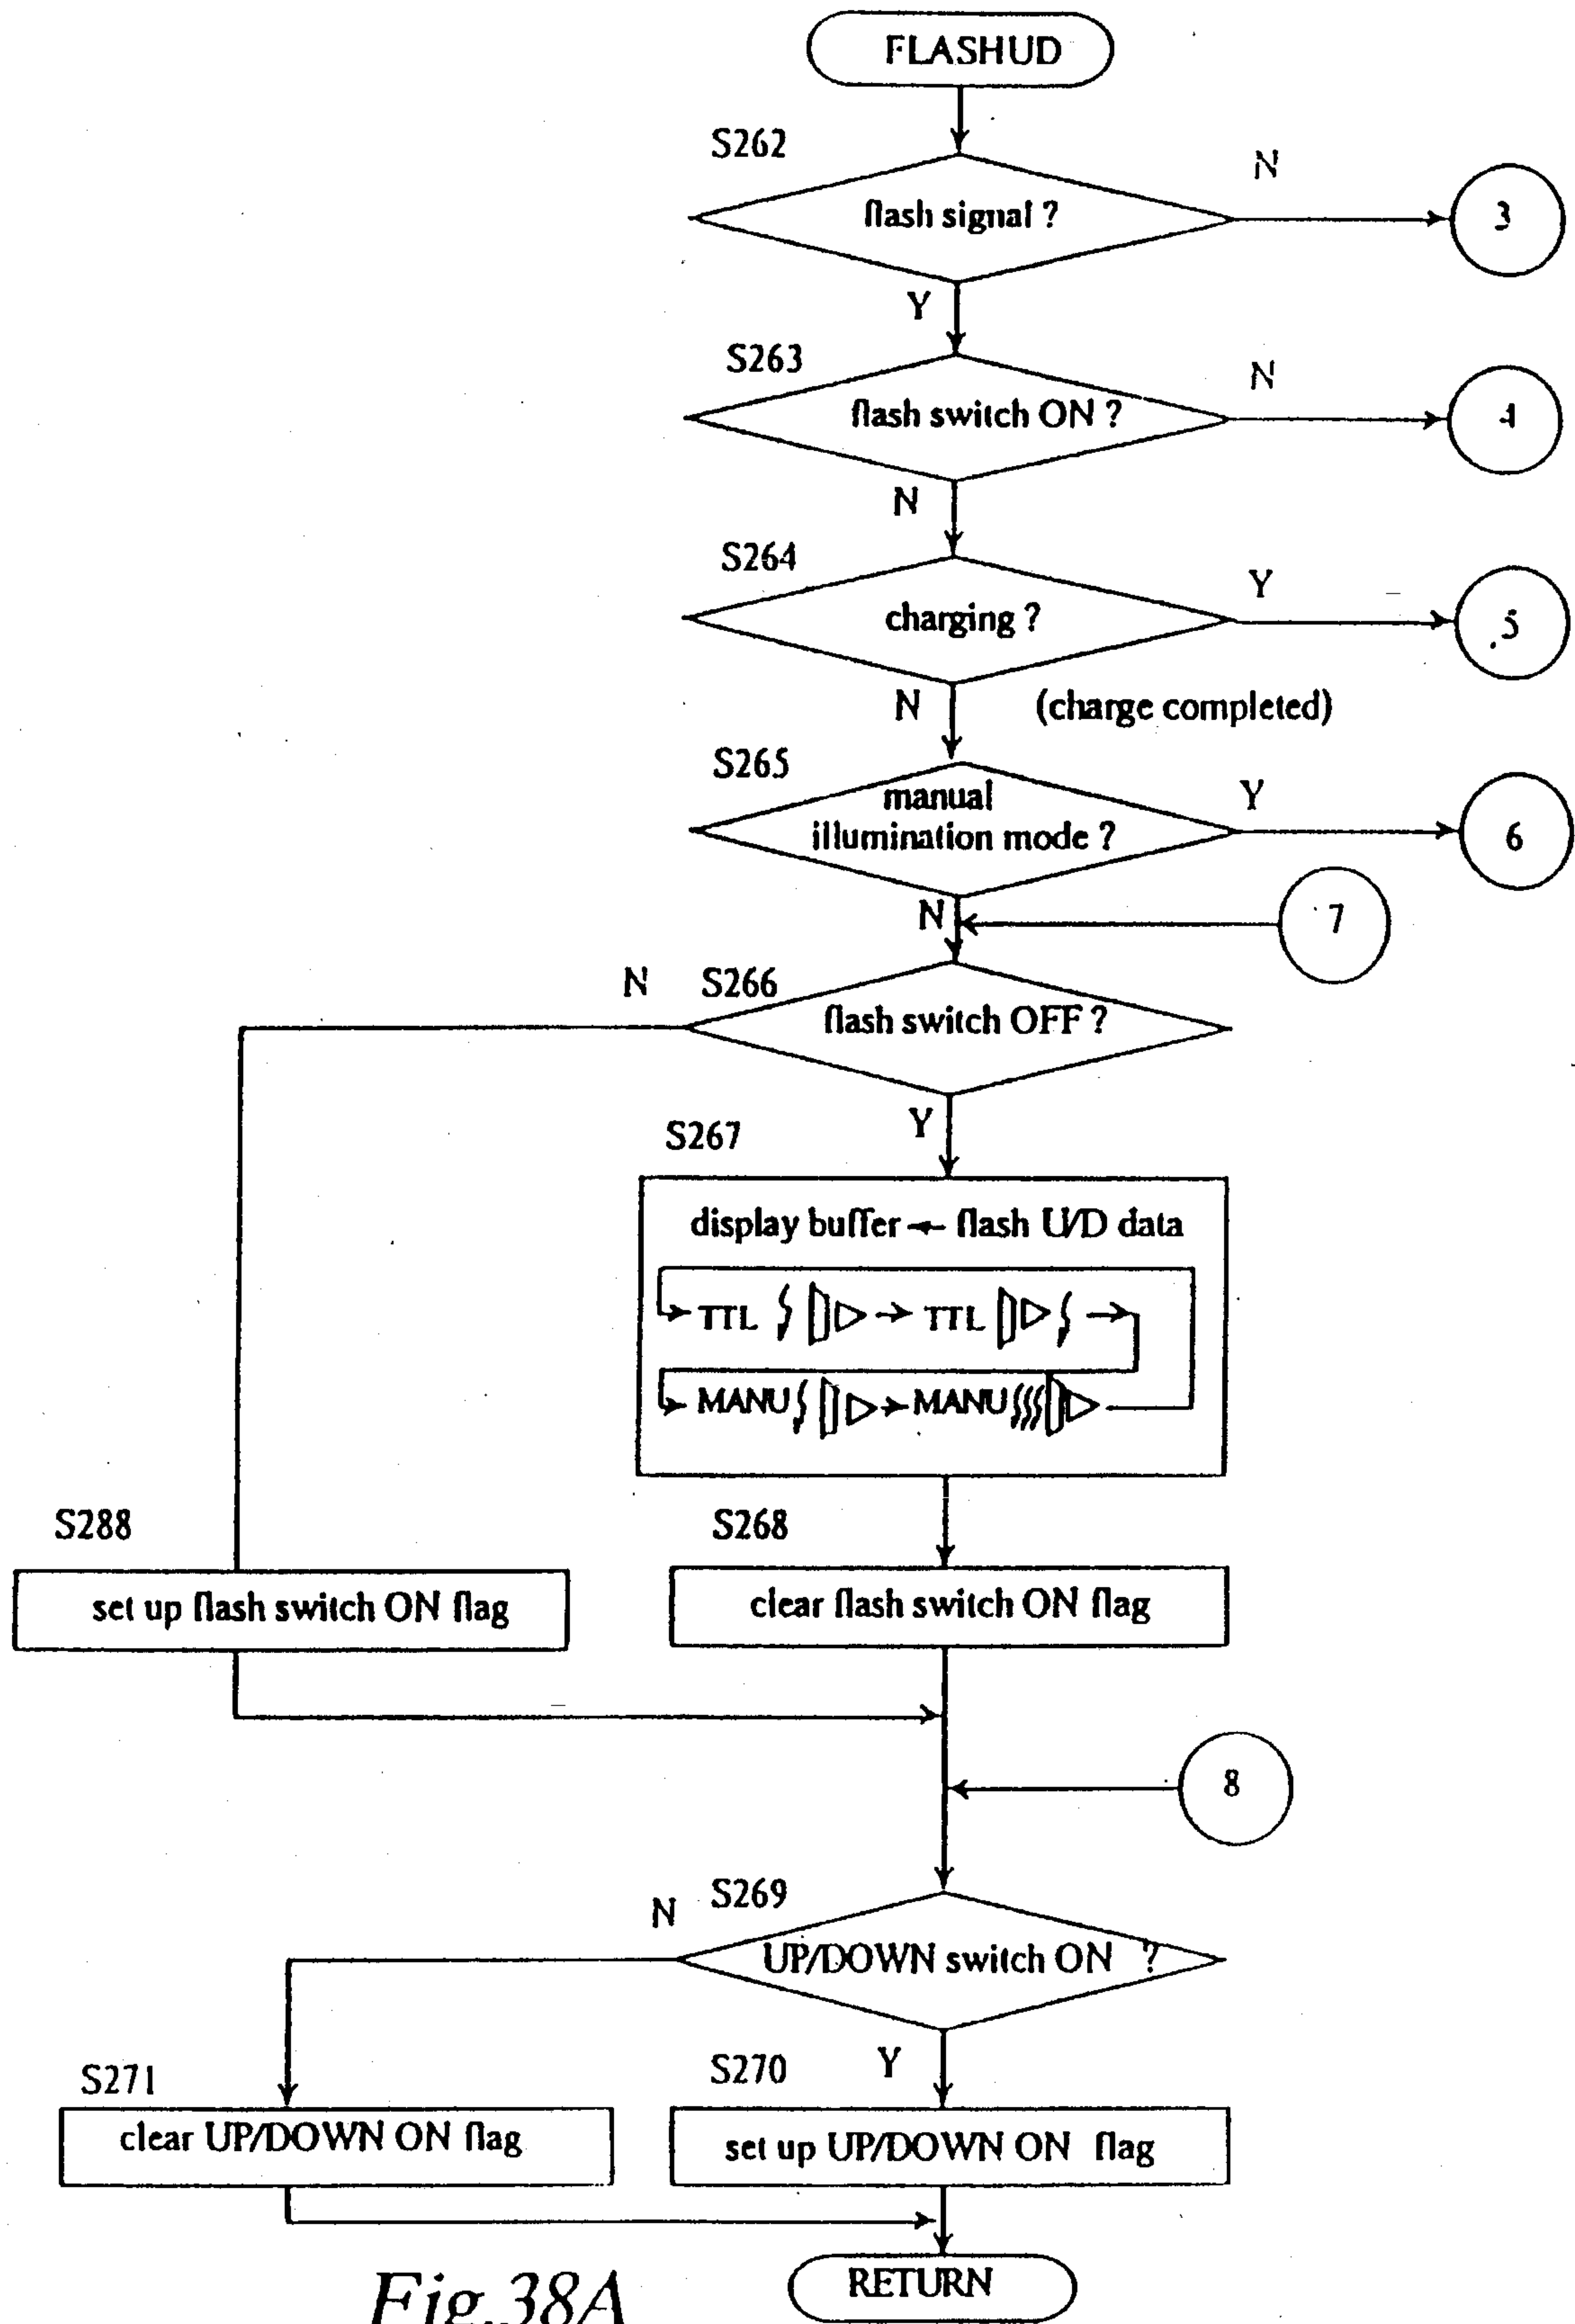 FLASHUD
S262
flash signal ?
N
3
Y
S263
flash switch ON ?
N
4
N
S264
charging ?
Y
5
N
(charge completed)
S265
manual
illumination mode ?
Y
6
N
7
N
S266
flash switch OFF ?
Y
S267
display buffer ← flash U/D data
TTL → TTL →
MANU → MANU
S288
set up flash switch ON flag
S268
clear flash switch ON flag
8
N
S269
UP/DOWN switch ON ?
Y
S271
clear UP/DOWN ON flag
S270
set up UP/DOWN ON flag
RETURN
Fig.38A